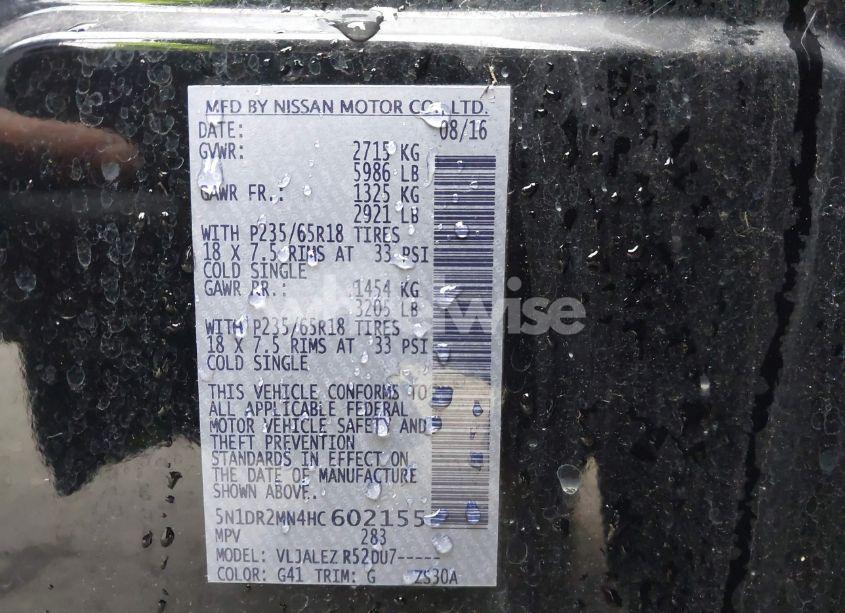 MFD BY NISSAN MOTOR CO., LTD.
DATE: 08/16
GVWR: 2715 KG
5986 LB
GAWR FR.: 1325 KG
2921 LB
WITH P235/65R18 TIRES
18 X 7.5 RIMS AT 33 PSI
COLD SINGLE
GAWR RR.: 1454 KG
3205 LB
WITH P235/65R18 TIRES
18 X 7.5 RIMS AT 33 PSI
COLD SINGLE
THIS VEHICLE CONFORMS TO
ALL APPLICABLE FEDERAL
MOTOR VEHICLE SAFETY AND
THEFT PREVENTION
STANDARDS IN EFFECT ON
THE DATE OF MANUFACTURE
SHOWN ABOVE.
5N1DR2MN4HC602155
MPV 283
MODEL: VLJALEZ R52DU7-----
COLOR: G41 TRIM: G ZS30A